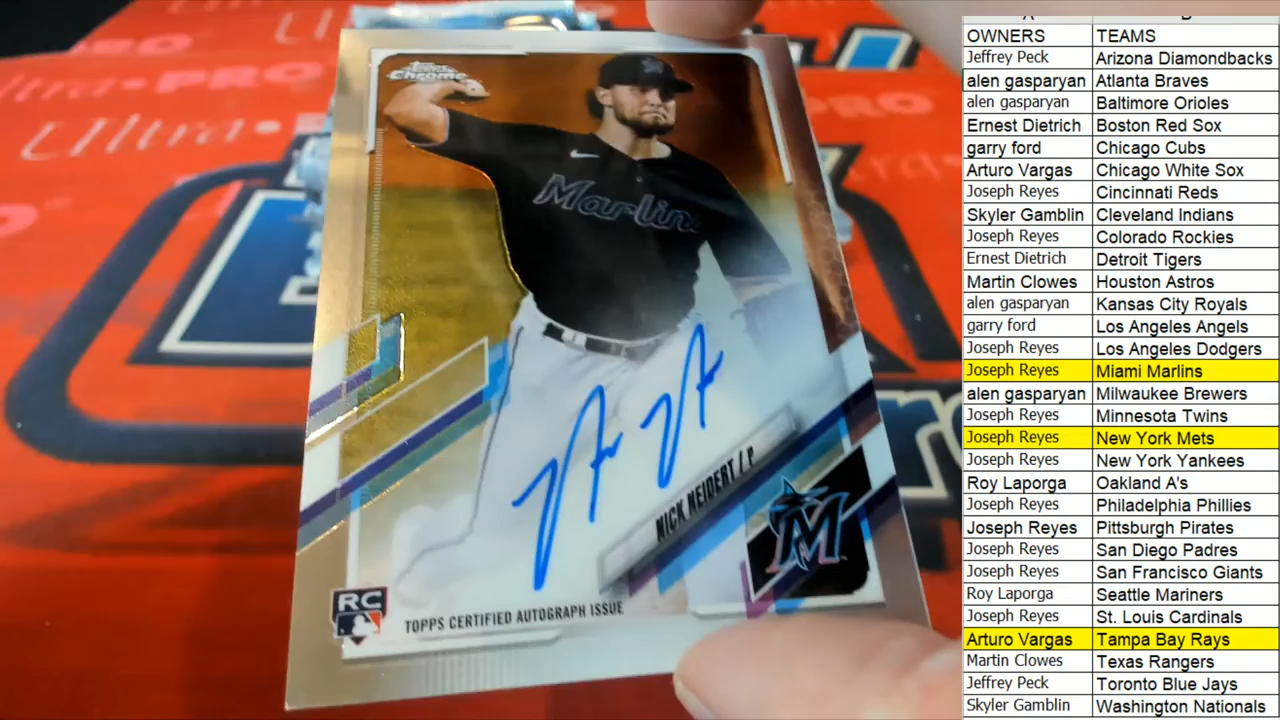 Ultra PRO
Ultra•PRO
Topps
Chrome
Marlins
NICK NEIDERT / P
M
RC
TOPPS CERTIFIED AUTOGRAPH ISSUE
OWNERS TEAMS
Jeffrey Peck Arizona Diamondbacks
alen gasparyan Atlanta Braves
alen gasparyan Baltimore Orioles
Ernest Dietrich Boston Red Sox
garry ford Chicago Cubs
Arturo Vargas Chicago White Sox
Joseph Reyes Cincinnati Reds
Skyler Gamblin Cleveland Indians
Joseph Reyes Colorado Rockies
Ernest Dietrich Detroit Tigers
Martin Clowes Houston Astros
alen gasparyan Kansas City Royals
garry ford Los Angeles Angels
Joseph Reyes Los Angeles Dodgers
Joseph Reyes Miami Marlins
alen gasparyan Milwaukee Brewers
Joseph Reyes Minnesota Twins
Joseph Reyes New York Mets
Joseph Reyes New York Yankees
Roy Laporga Oakland A's
Joseph Reyes Philadelphia Phillies
Joseph Reyes Pittsburgh Pirates
Joseph Reyes San Diego Padres
Joseph Reyes San Francisco Giants
Roy Laporga Seattle Mariners
Joseph Reyes St. Louis Cardinals
Arturo Vargas Tampa Bay Rays
Martin Clowes Texas Rangers
Jeffrey Peck Toronto Blue Jays
Skyler Gamblin Washington Nationals